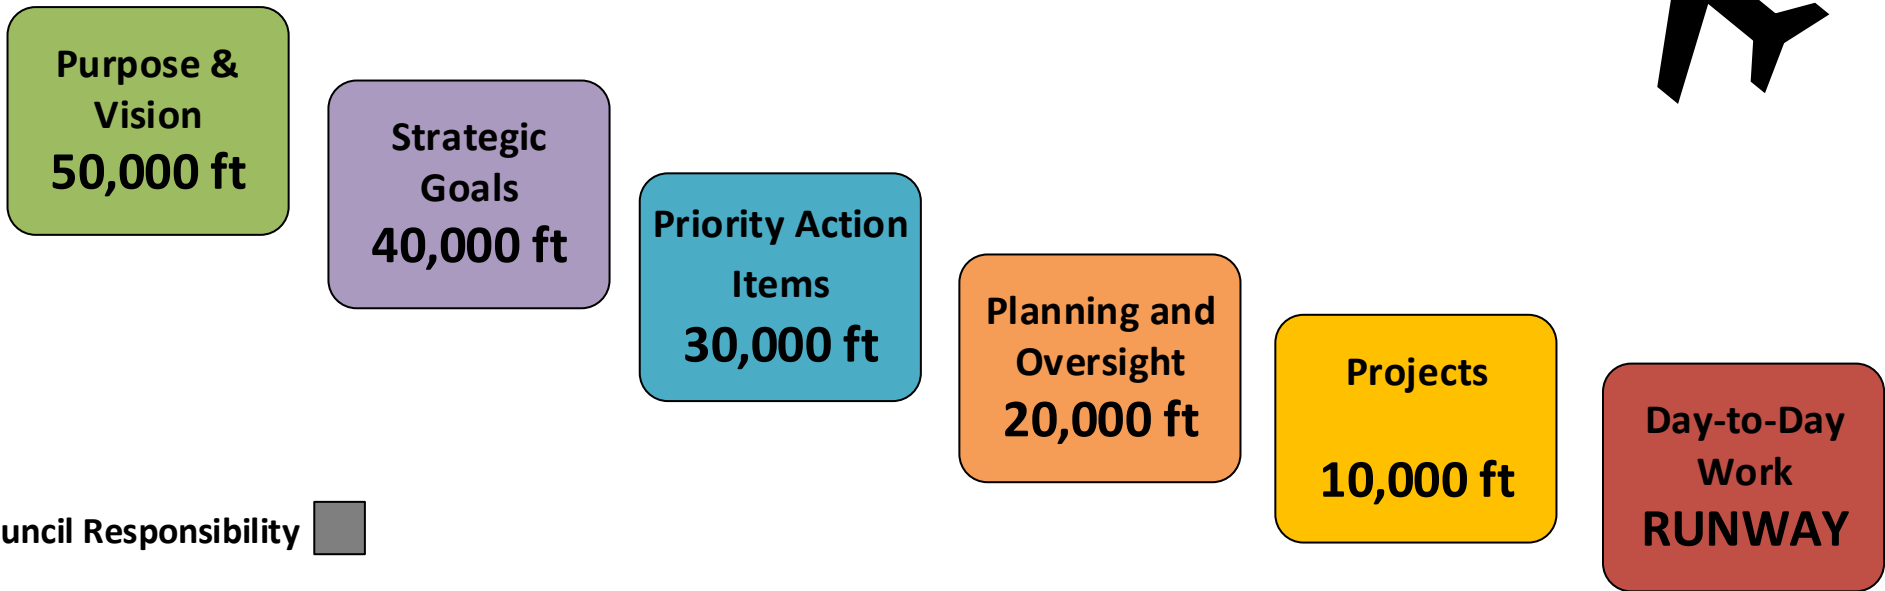 Purpose &
Vision
50,000 ft
Strategic
Goals
40,000 ft
Priority Action
Items
30,000 ft
Planning and
Oversight
20,000 ft
Projects
10,000 ft
Day-to-Day
Work
RUNWAY
uncil Responsibility